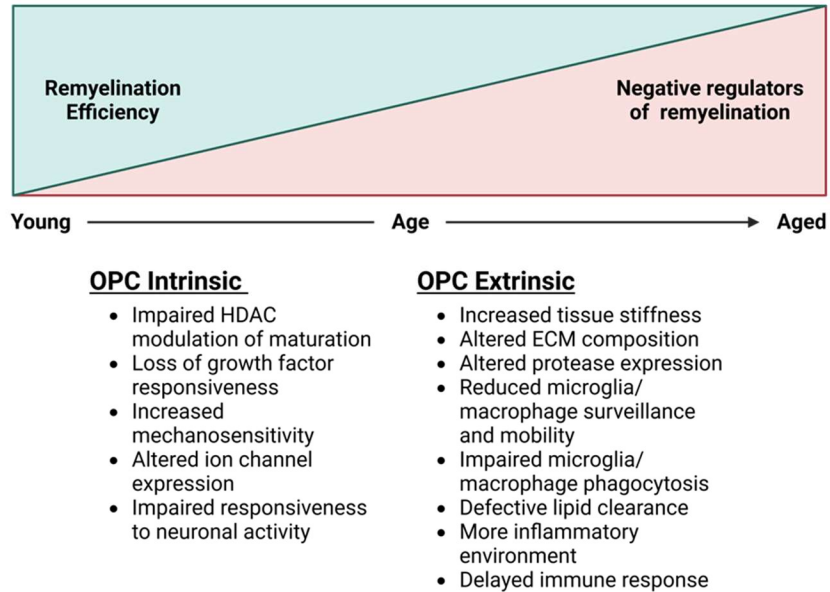 Remyelination
Efficiency
Negative regulators
of remyelination
Young
Age
Aged
OPC Intrinsic
• Impaired HDAC
modulation of maturation
• Loss of growth factor
responsiveness
• Increased
mechanosensitivity
• Altered ion channel
expression
• Impaired responsiveness
to neuronal activity
OPC Extrinsic
• Increased tissue stiffness
• Altered ECM composition
• Altered protease expression
• Reduced microglia/
macrophage surveillance
and mobility
• Impaired microglia/
macrophage phagocytosis
• Defective lipid clearance
• More inflammatory
environment
• Delayed immune response